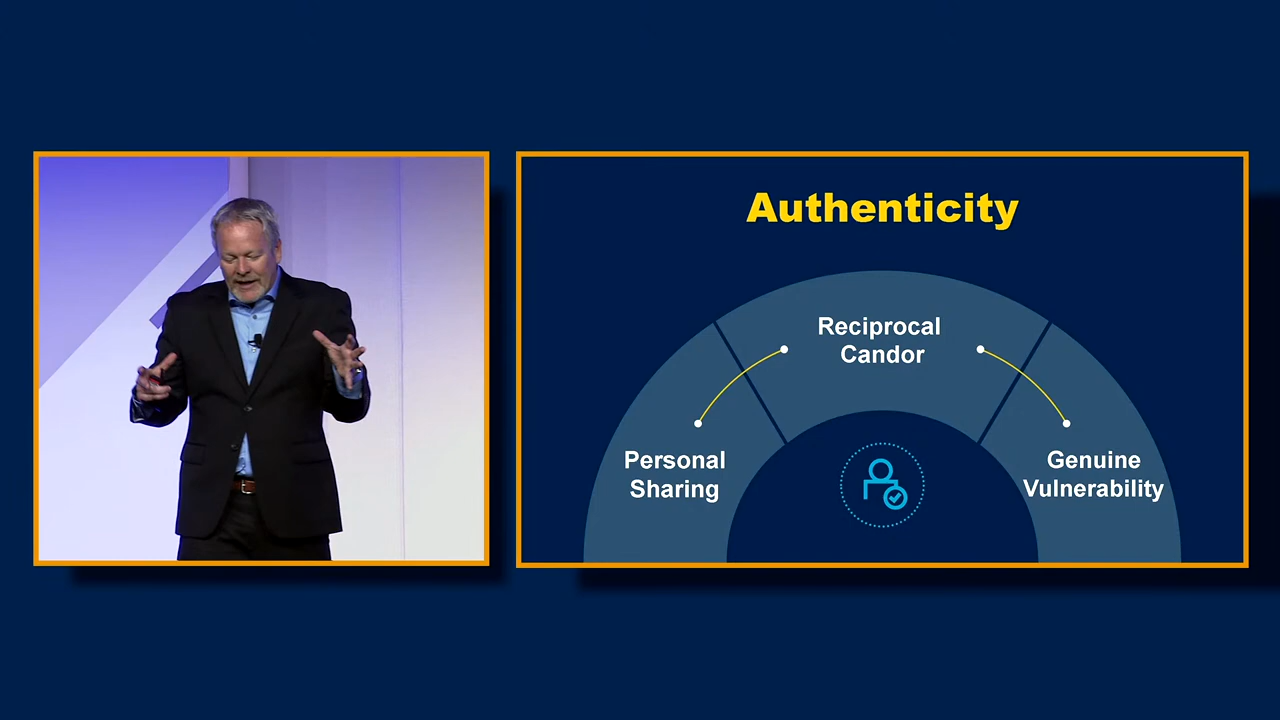 Authenticity
Reciprocal
Candor
Personal
Sharing
Genuine
Vulnerability